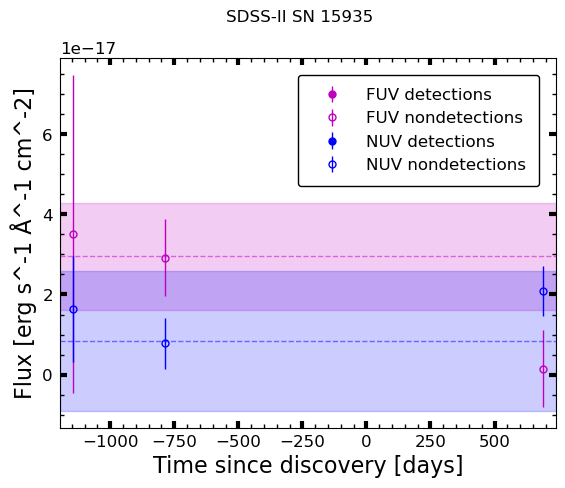 SDSS-II SN 15935
1e−17
FUV detections
FUV nondetections
NUV detections
NUV nondetections
Flux [erg s^-1 Å^-1 cm^-2]
6
4
2
0
−1000 −750 −500 −250 0 250 500
Time since discovery [days]